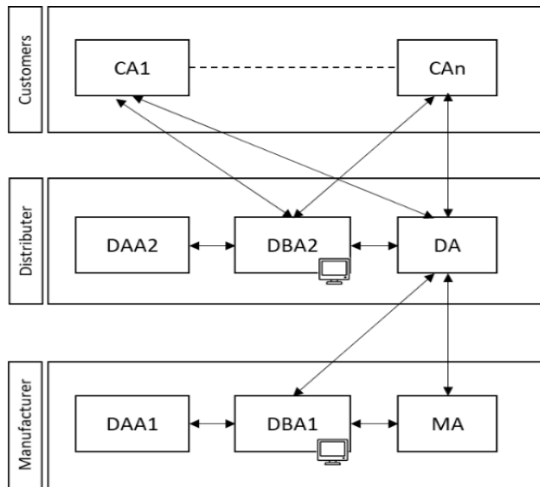 Customers
CA1
CAn
Distributer
DAA2
DBA2
DA
Manufacturer
DAA1
DBA1
MA